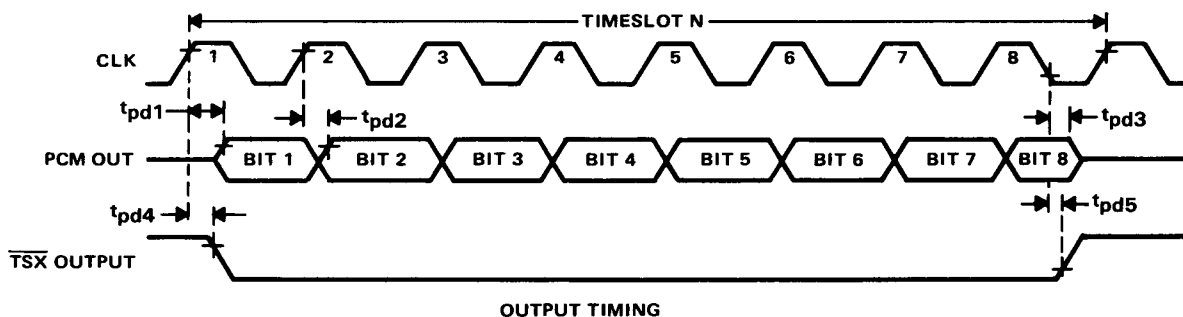 TIMESLOT N
CLK
1 2 3 4 5 6 7 8
tpd1
tpd2
tpd3
PCM OUT
BIT 1 BIT 2 BIT 3 BIT 4 BIT 5 BIT 6 BIT 7 BIT 8
tpd4
tpd5
TSX OUTPUT
OUTPUT TIMING